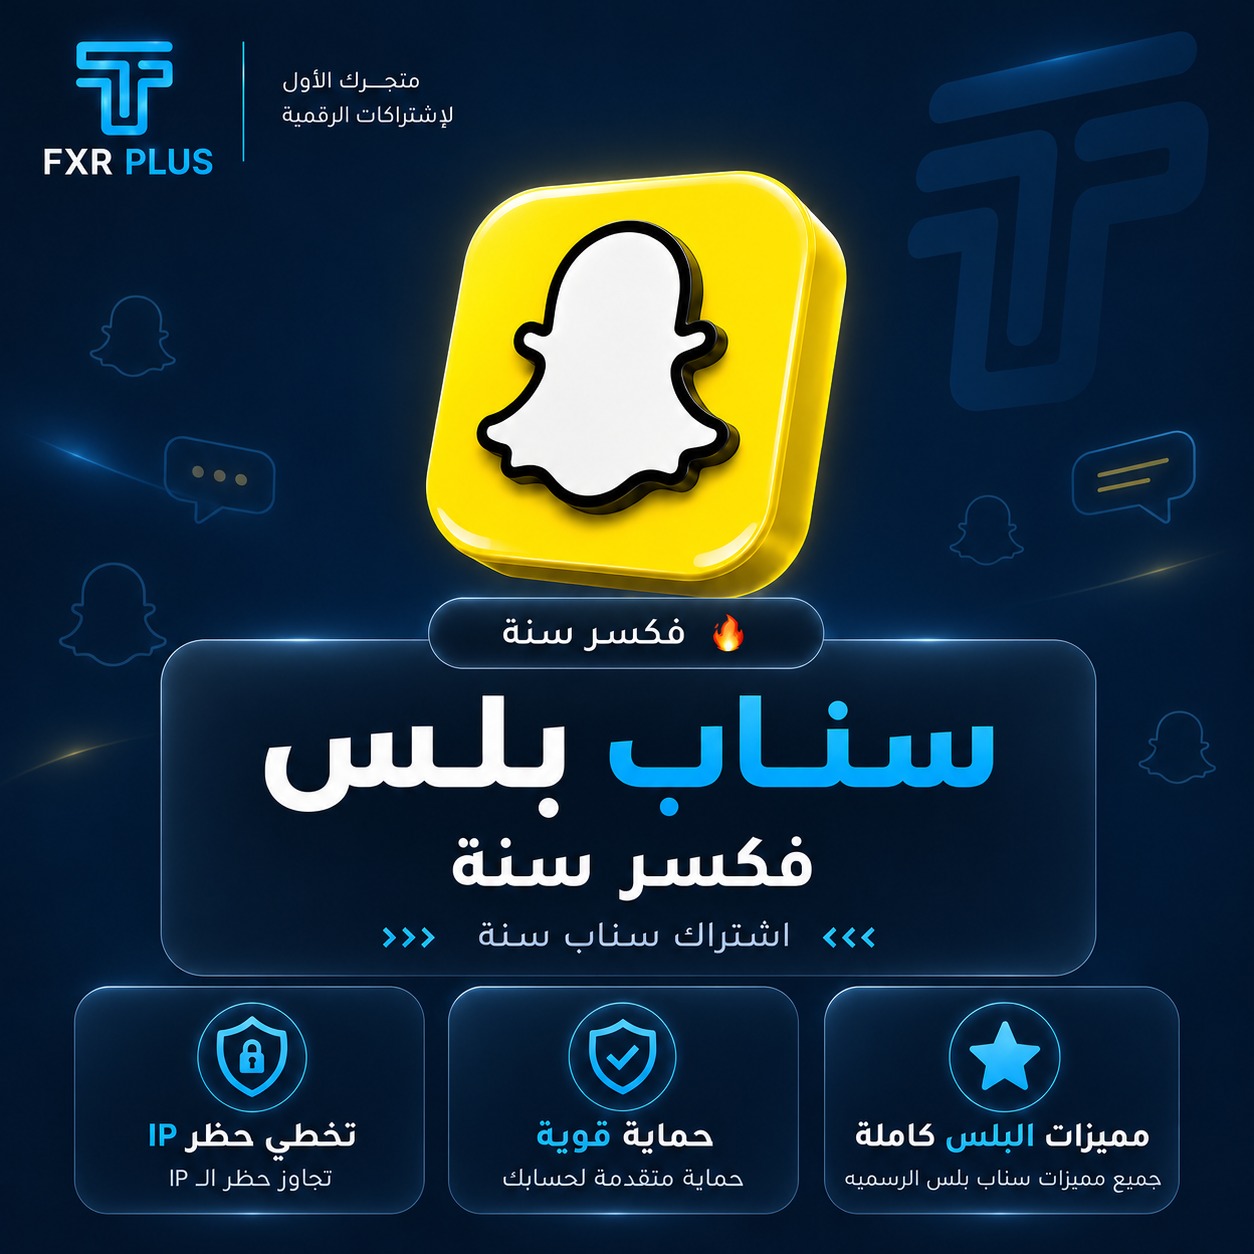 FXR PLUS
متجـــرك الأول
لإشتراكات الرقمية
فكسر سنة 🔥
سناب بلس
فكسر سنة
اشتراك سناب سنة
مميزات البلس كاملة
جميع مميزات سناب بلس الرسميه
حماية قوية
حماية متقدمة لحسابك
تخطي حظر IP
تجاوز حظر الـ IP